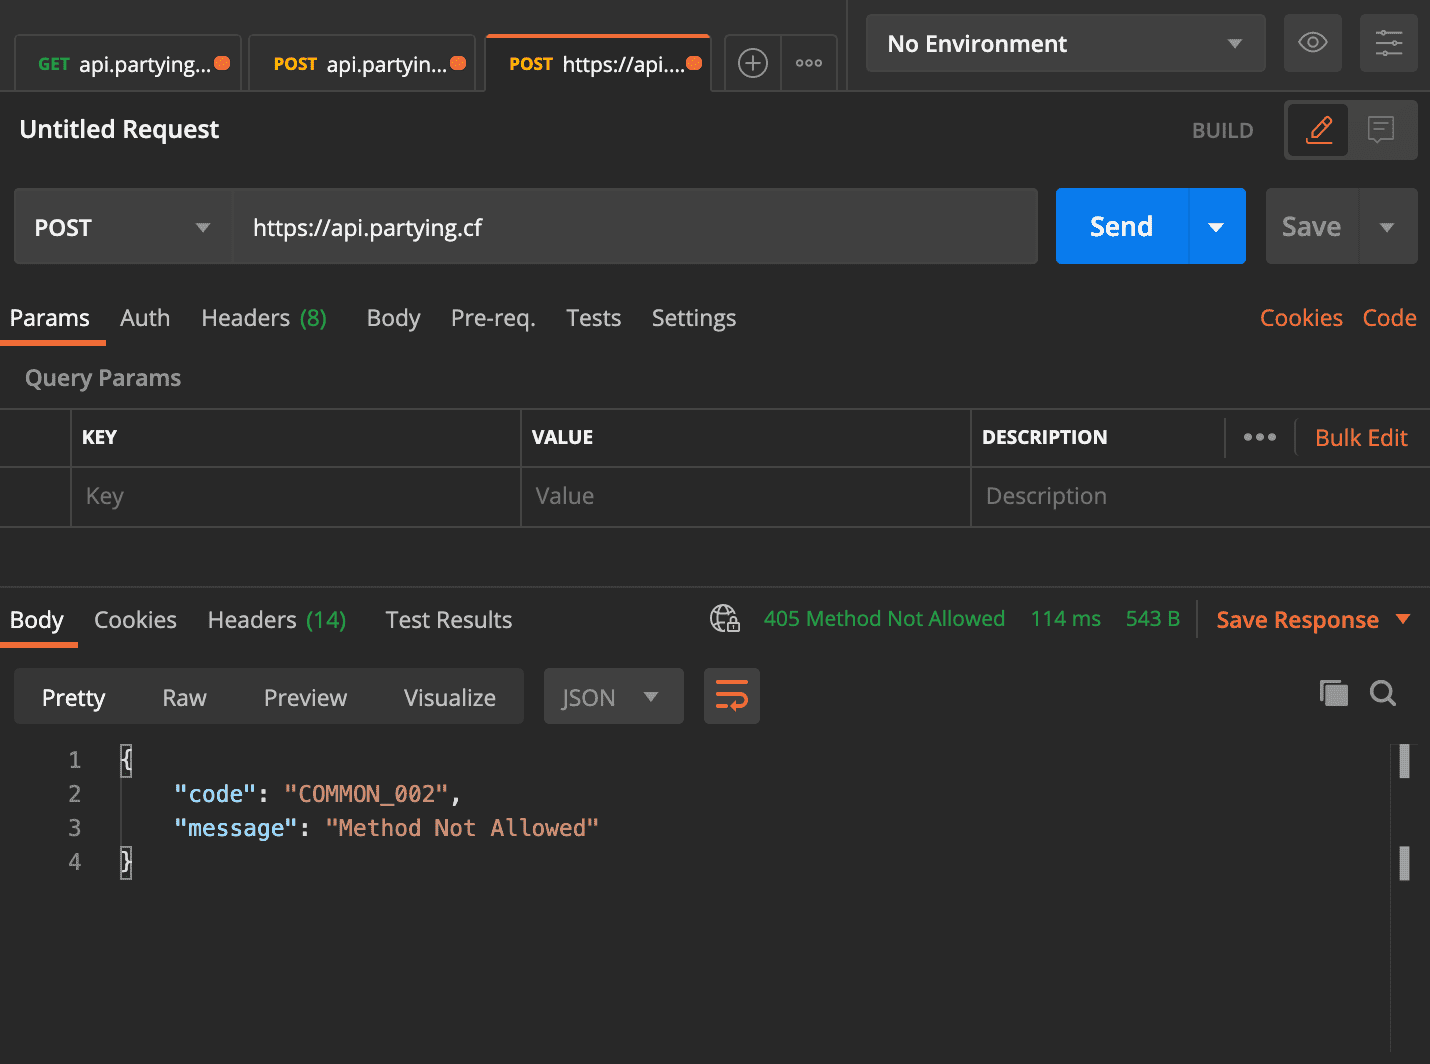 GET api.partying... POST api.partyin... POST https://api.... No Environment
Untitled Request BUILD
POST https://api.partying.cf Send Save
Params Auth Headers (8) Body Pre-req. Tests Settings Cookies Code
Query Params
KEY VALUE DESCRIPTION Bulk Edit
Key Value Description
Body Cookies Headers (14) Test Results 405 Method Not Allowed 114 ms 543 B Save Response
Pretty Raw Preview Visualize JSON
1 {
2 "code": "COMMON_002",
3 "message": "Method Not Allowed"
4 }